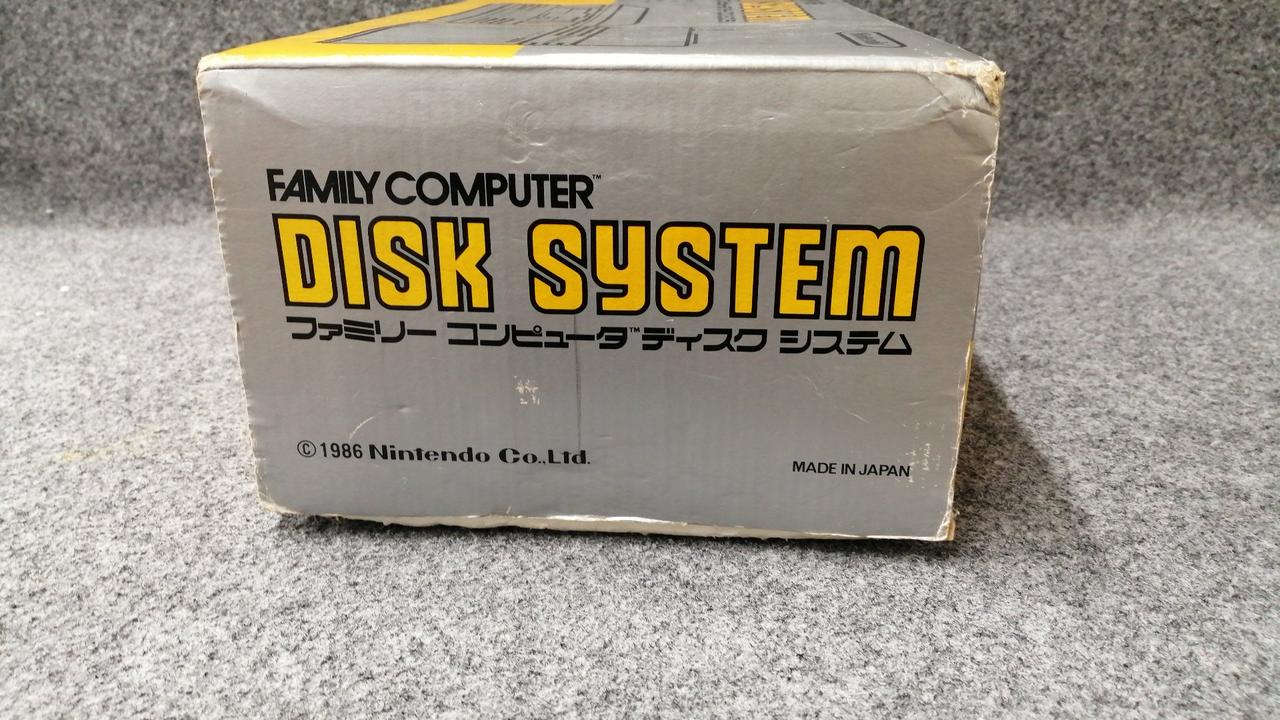 FAMILY COMPUTER™
DISK SYSTEM
ファミリー コンピュータ™ ディスク システム
©1986 Nintendo Co.,Ltd.
MADE IN JAPAN